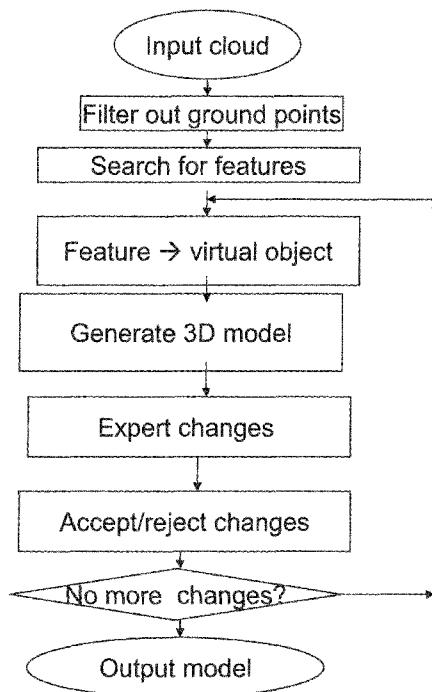 Input cloud
Filter out ground points
Search for features
Feature → virtual object
Generate 3D model
Expert changes
Accept/reject changes
No more changes?
Output model